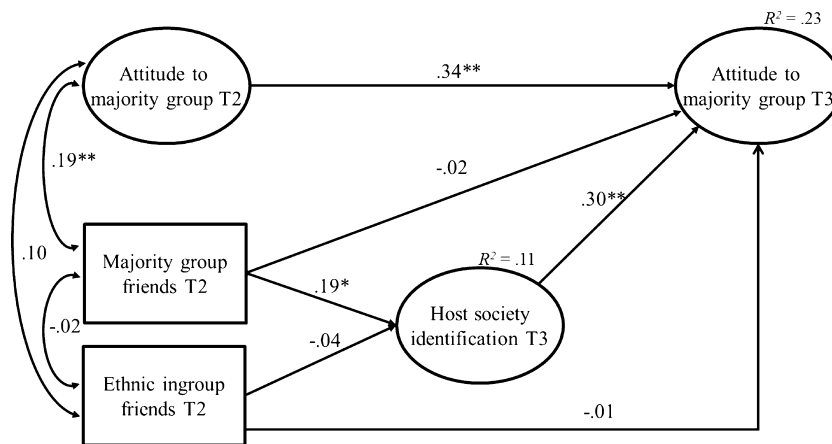 R² = .23
Attitude to
majority group T2
.34**
Attitude to
majority group T3
.19**
-.02
.30**
.10
Majority group
friends T2
R² = .11
.19*
Host society
identification T3
-.02
-.04
Ethnic ingroup
friends T2
-.01